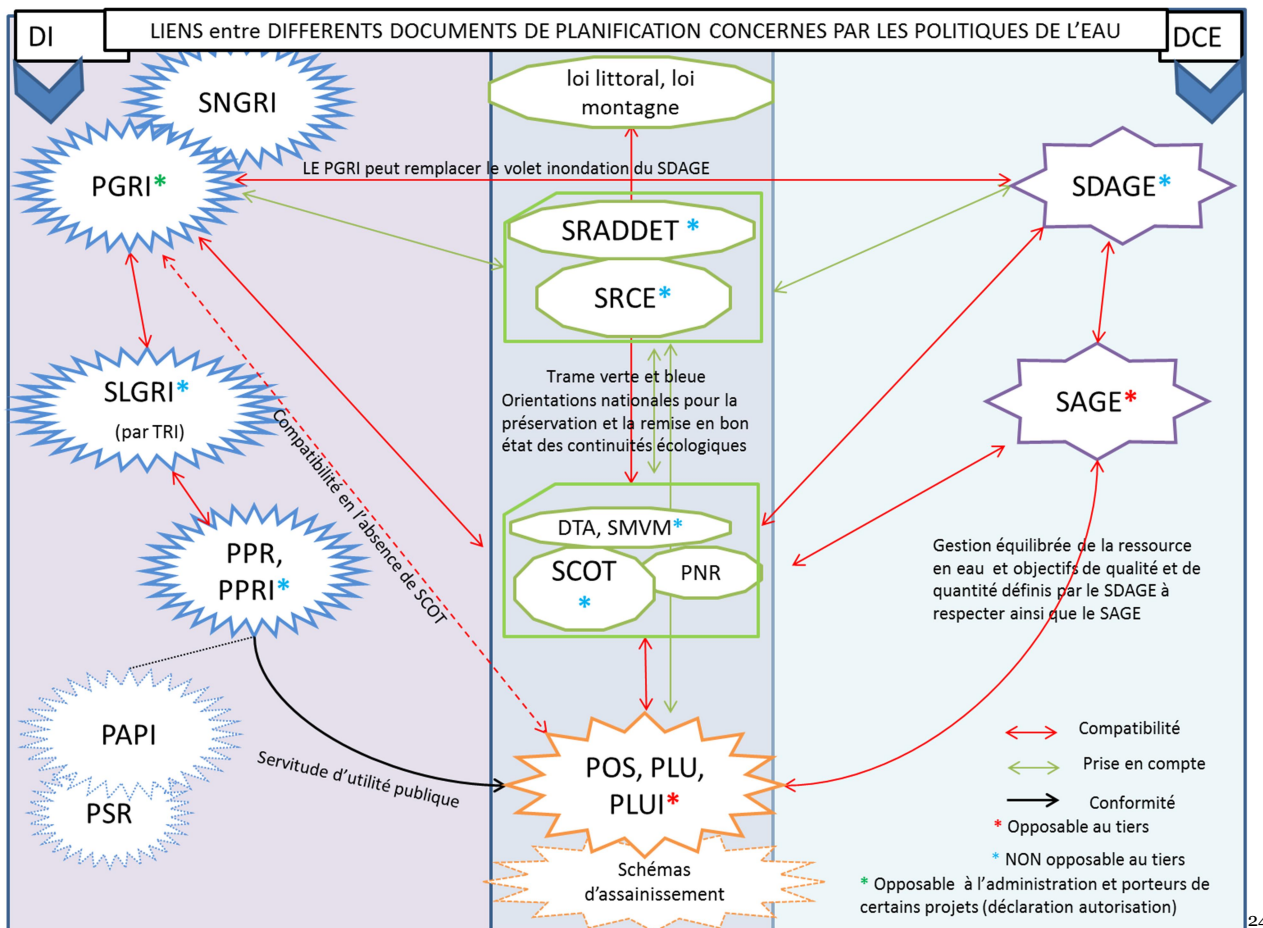 DI
LIENS entre DIFFERENTS DOCUMENTS DE PLANIFICATION CONCERNES PAR LES POLITIQUES DE L'EAU
DCE
SNGRI
loi littoral, loi
montagne
LE PGRI peut remplacer le volet inondation du SDAGE
PGRI*
SDAGE*
SRADDET *
SRCE*
SLGRI*
(par TRI)
Trame verte et bleue
Orientations nationales pour la
préservation et la remise en bon
état des continuités écologiques
SAGE*
Compatibilité en l'absence de SCOT
PPR,
PPRI*
DTA, SMVM*
SCOT
*
PNR
Gestion équilibrée de la ressource
en eau et objectifs de qualité et de
quantité définis par le SDAGE à
respecter ainsi que le SAGE
PAPI
PSR
Servitude d'utilité publique
POS, PLU,
PLUI*
Schémas
d'assainissement
Compatibilité
Prise en compte
Conformité
* Opposable au tiers
* NON opposable au tiers
* Opposable à l'administration et porteurs de
certains projets (déclaration autorisation)
24